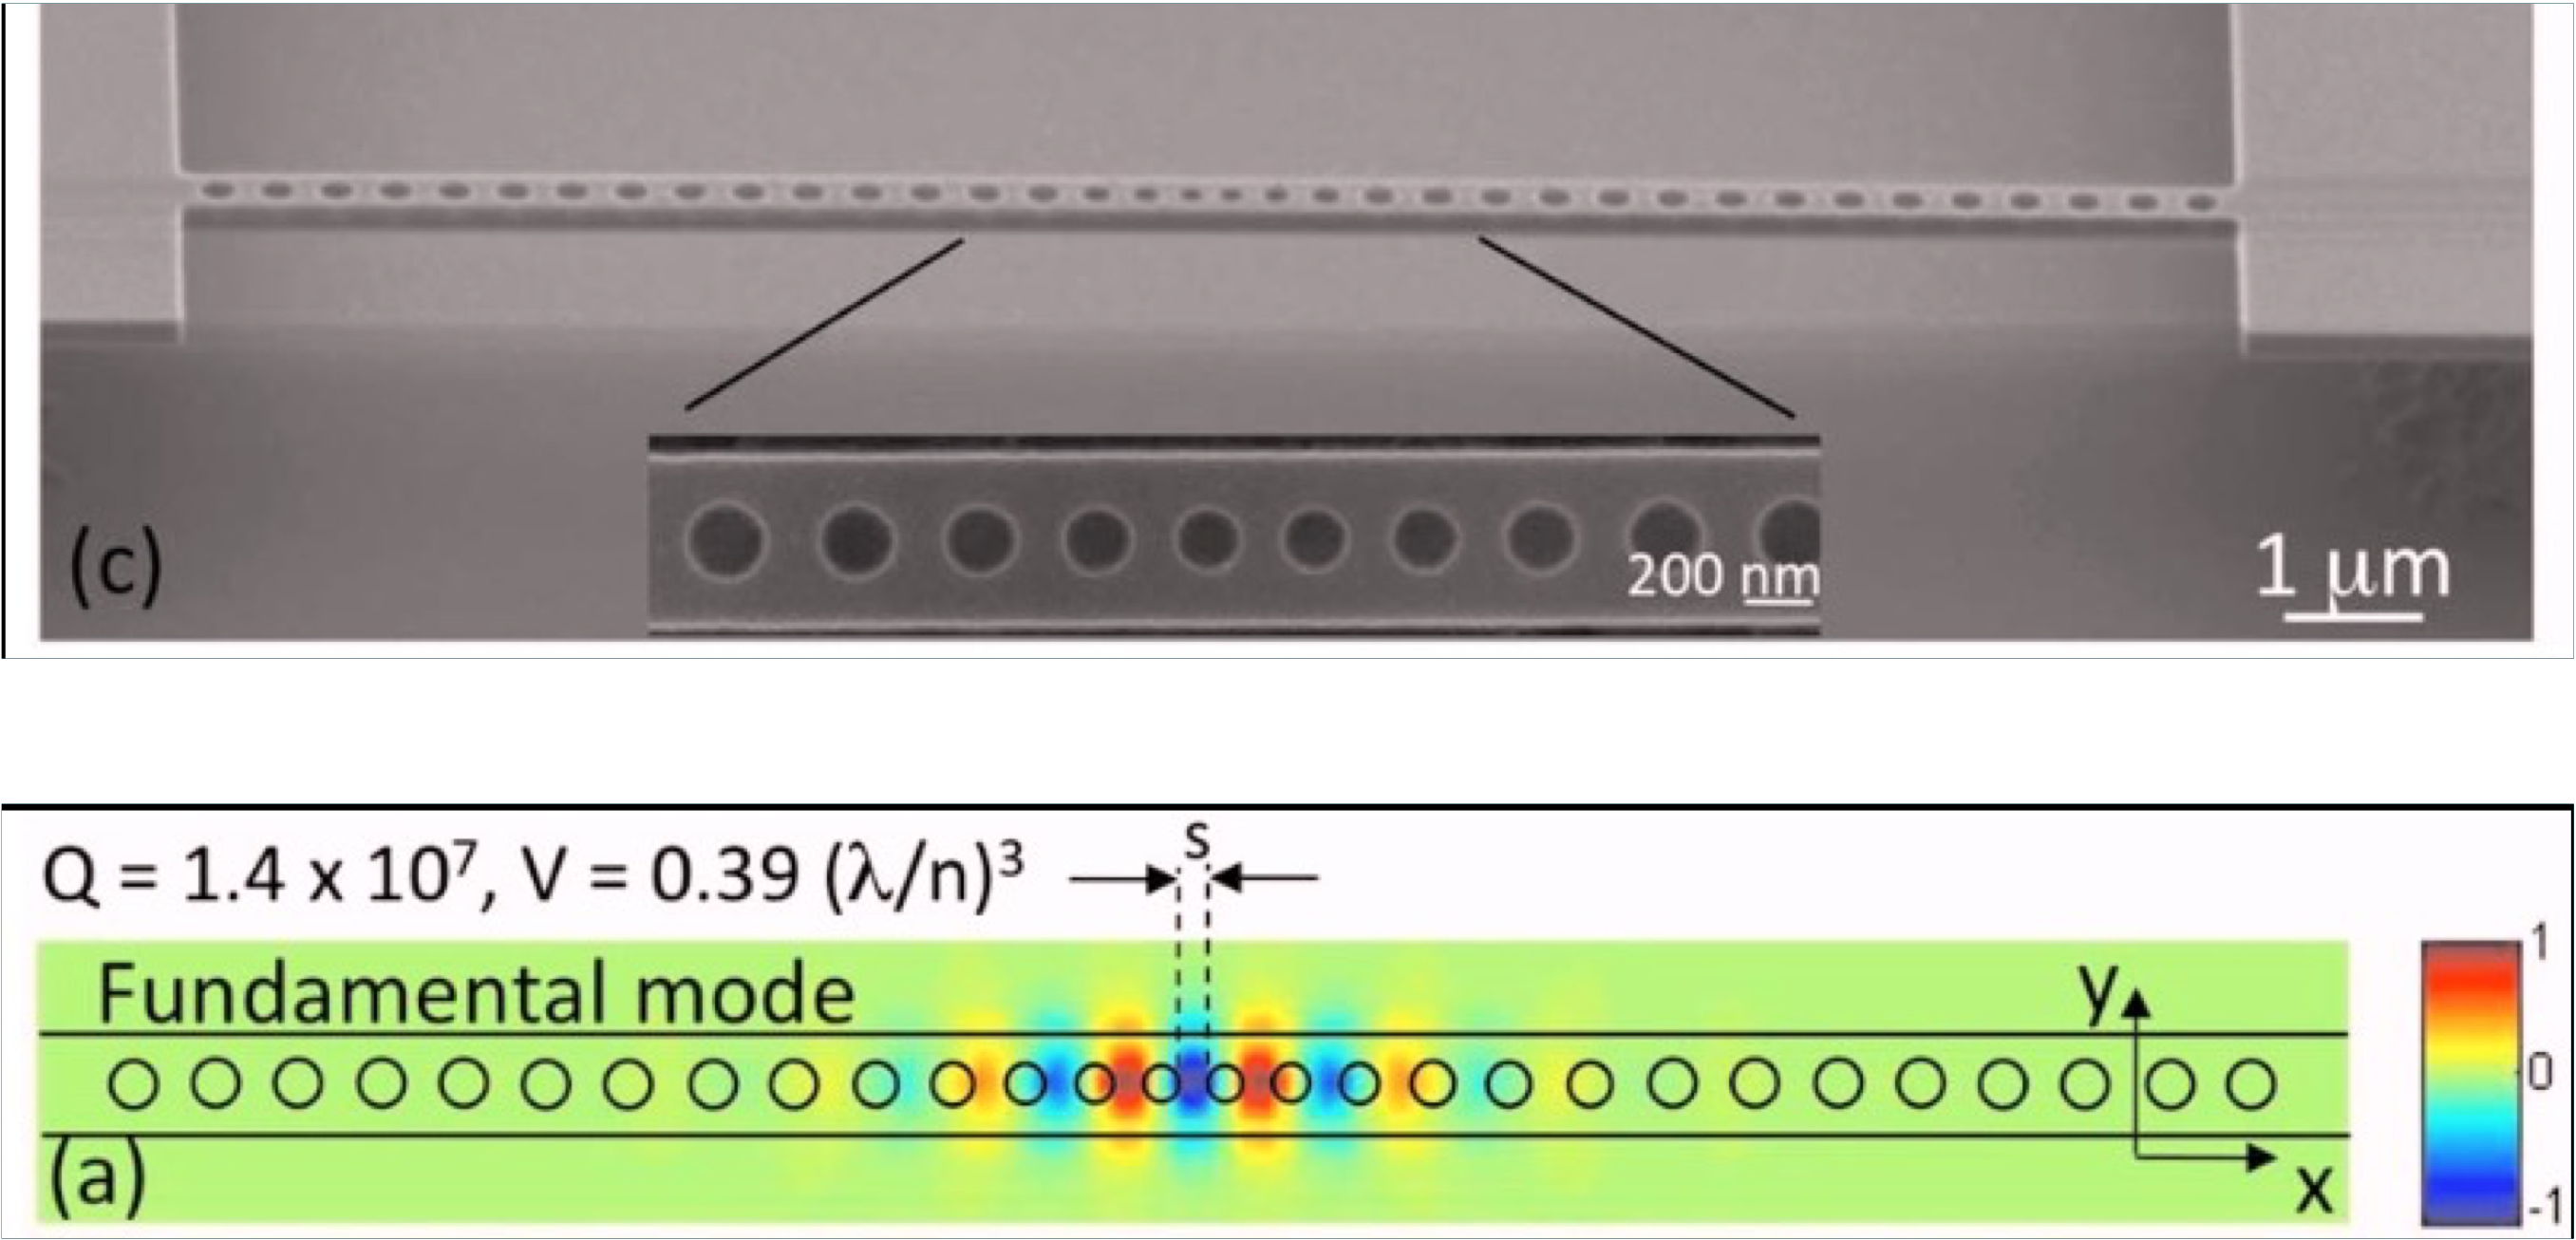 (c)
200 nm
1 μm
s
Q = 1.4 x 10⁷, V = 0.39 (λ/n)³
Fundamental mode
y
x
(a)
1
0
-1